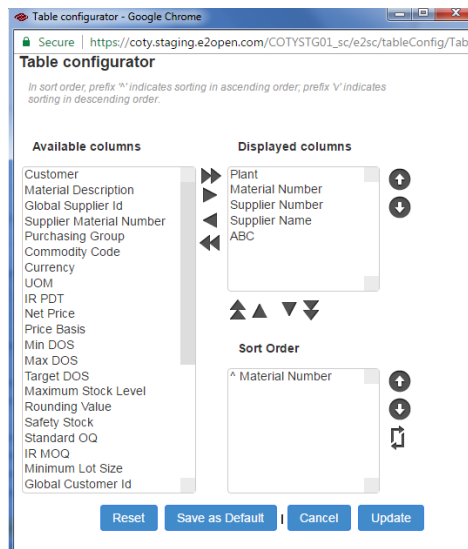 Table configurator - Google Chrome
Secure | https://coty.staging.e2open.com/COTYSTG01_sc/e2sc/tableConfig/Tab
Table configurator
In sort order, prefix '^' indicates sorting in ascending order; prefix 'v' indicates
sorting in descending order.
Available columns
Customer
Material Description
Global Supplier Id
Supplier Material Number
Purchasing Group
Commodity Code
Currency
UOM
IR PDT
Net Price
Price Basis
Min DOS
Max DOS
Target DOS
Maximum Stock Level
Rounding Value
Safety Stock
Standard OQ
IR MOQ
Minimum Lot Size
Global Customer Id
Displayed columns
Plant
Material Number
Supplier Number
Supplier Name
ABC
Sort Order
^ Material Number
Reset Save as Default | Cancel Update